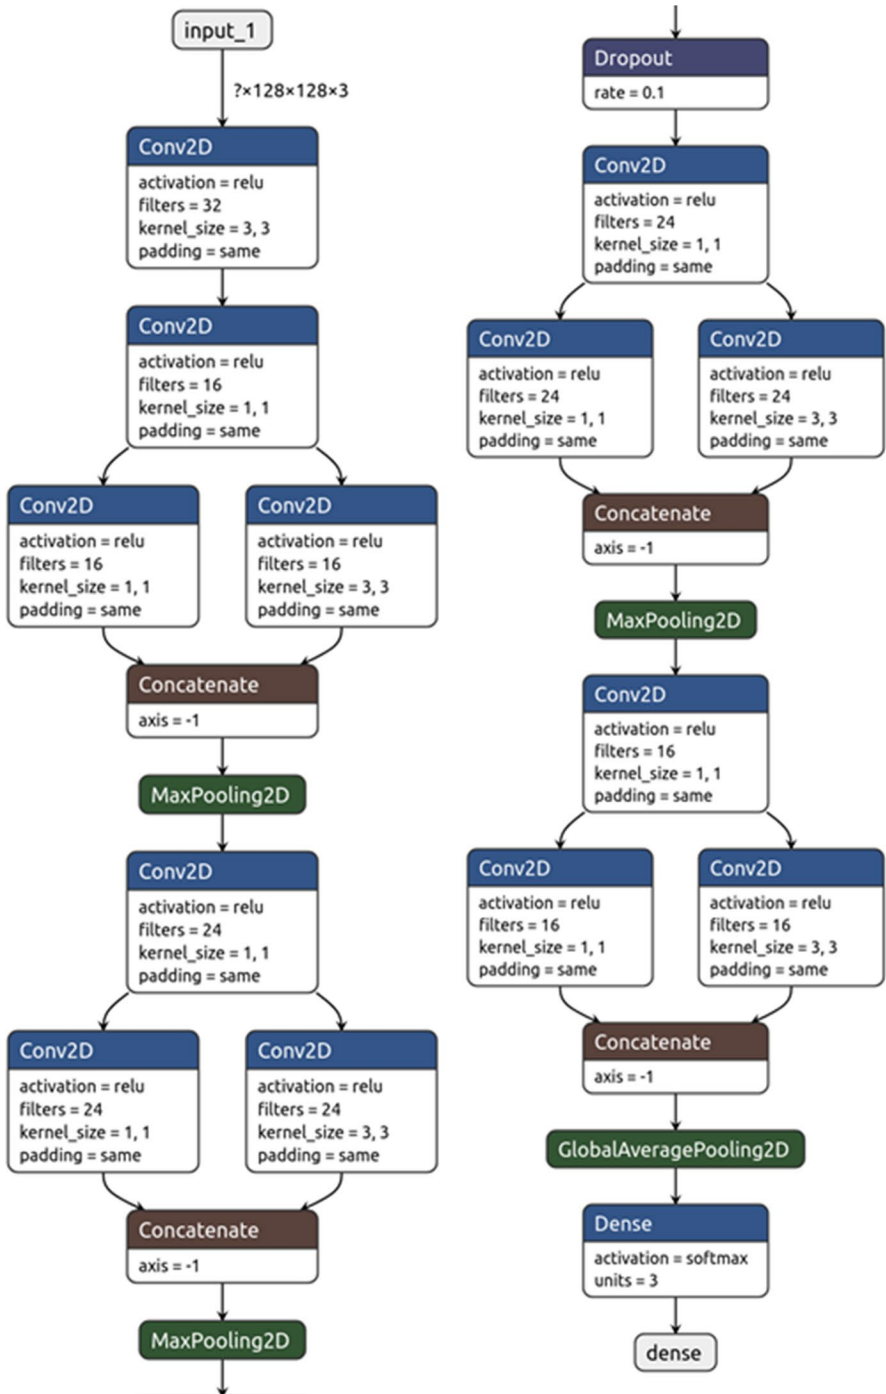 input_1
?×128×128×3
Conv2D
activation = relu
filters = 32
kernel_size = 3, 3
padding = same
Conv2D
activation = relu
filters = 16
kernel_size = 1, 1
padding = same
Conv2D
activation = relu
filters = 16
kernel_size = 1, 1
padding = same
Conv2D
activation = relu
filters = 16
kernel_size = 3, 3
padding = same
Concatenate
axis = -1
MaxPooling2D
Conv2D
activation = relu
filters = 24
kernel_size = 1, 1
padding = same
Conv2D
activation = relu
filters = 24
kernel_size = 1, 1
padding = same
Conv2D
activation = relu
filters = 24
kernel_size = 3, 3
padding = same
Concatenate
axis = -1
MaxPooling2D
Dropout
rate = 0.1
Conv2D
activation = relu
filters = 24
kernel_size = 1, 1
padding = same
Conv2D
activation = relu
filters = 24
kernel_size = 1, 1
padding = same
Conv2D
activation = relu
filters = 24
kernel_size = 3, 3
padding = same
Concatenate
axis = -1
MaxPooling2D
Conv2D
activation = relu
filters = 16
kernel_size = 1, 1
padding = same
Conv2D
activation = relu
filters = 16
kernel_size = 1, 1
padding = same
Conv2D
activation = relu
filters = 16
kernel_size = 3, 3
padding = same
Concatenate
axis = -1
GlobalAveragePooling2D
Dense
activation = softmax
units = 3
dense